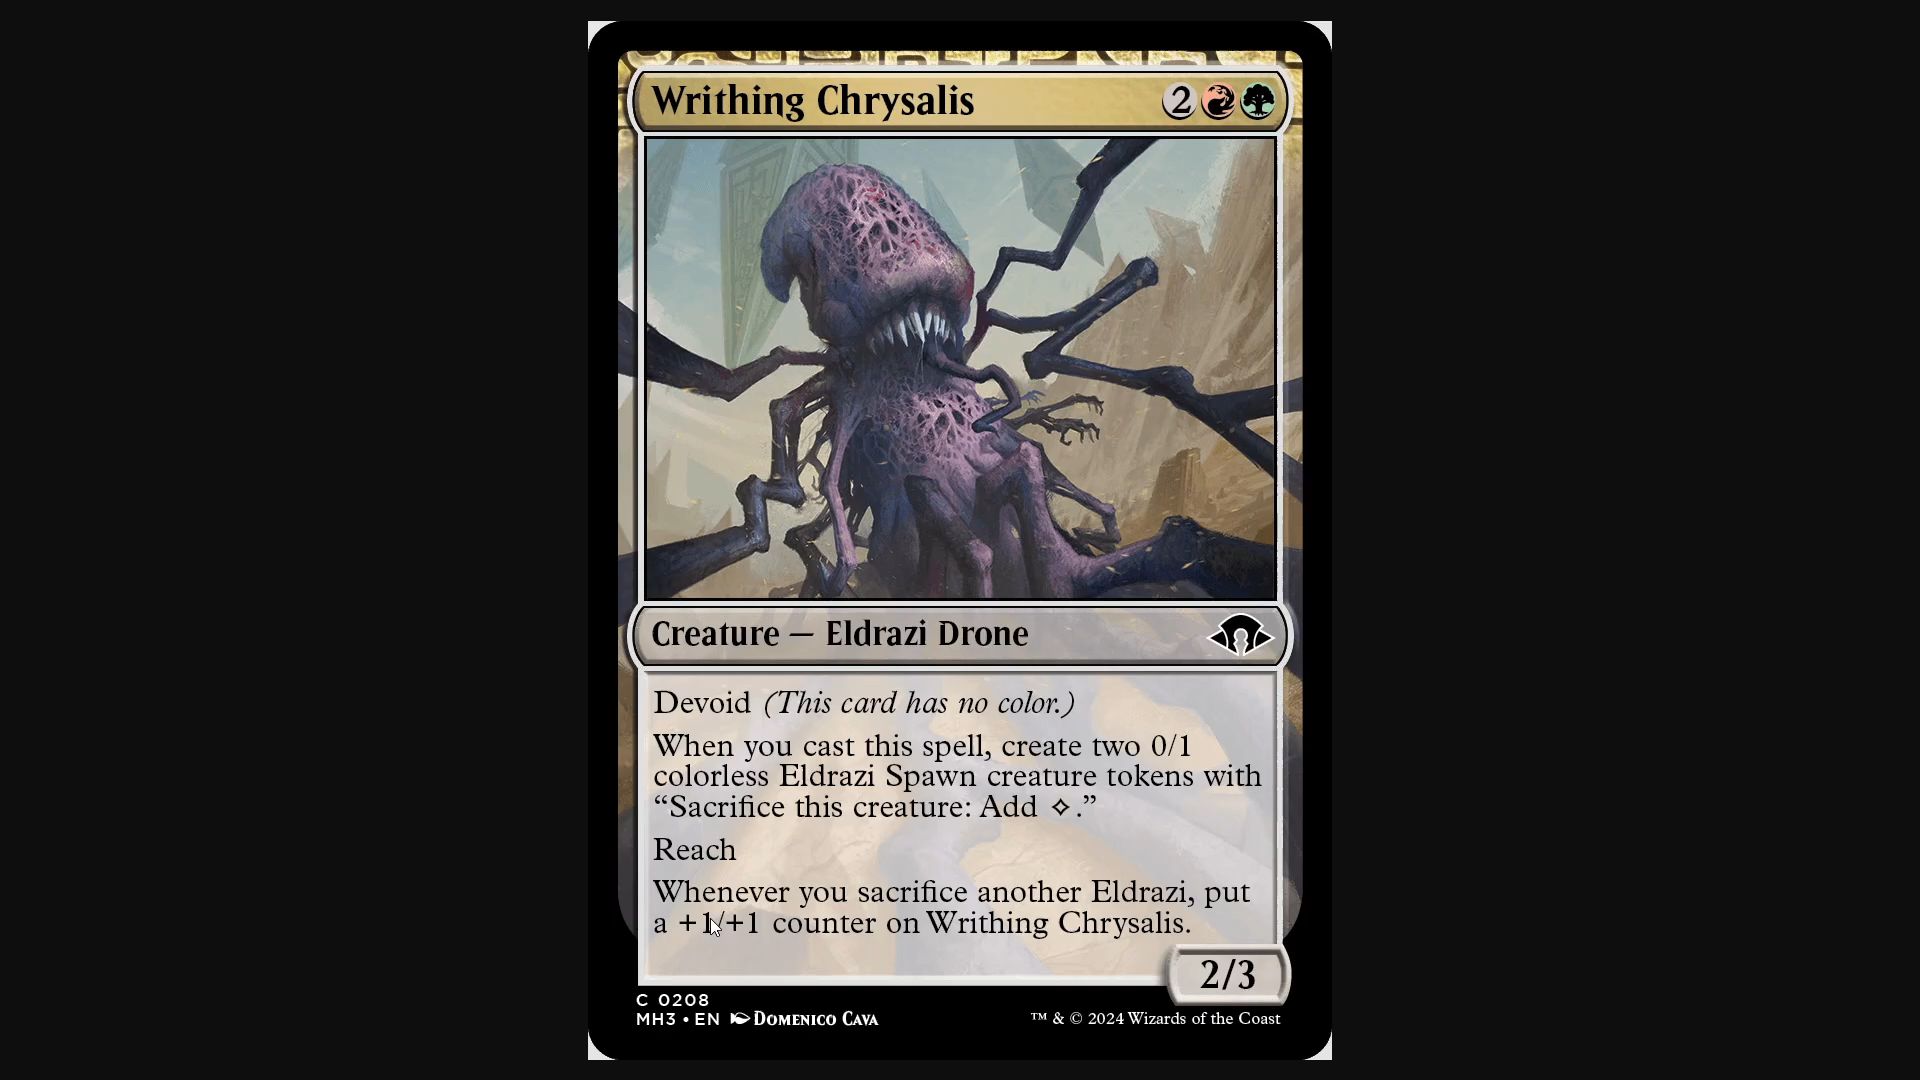 Writhing Chrysalis 2
Creature — Eldrazi Drone
Devoid (This card has no color.)
When you cast this spell, create two 0/1
colorless Eldrazi Spawn creature tokens with
“Sacrifice this creature: Add .”
Reach
Whenever you sacrifice another Eldrazi, put
a +1/+1 counter on Writhing Chrysalis.
2/3
C 0208
MH3 • EN Domenico Cava
™ & © 2024 Wizards of the Coast